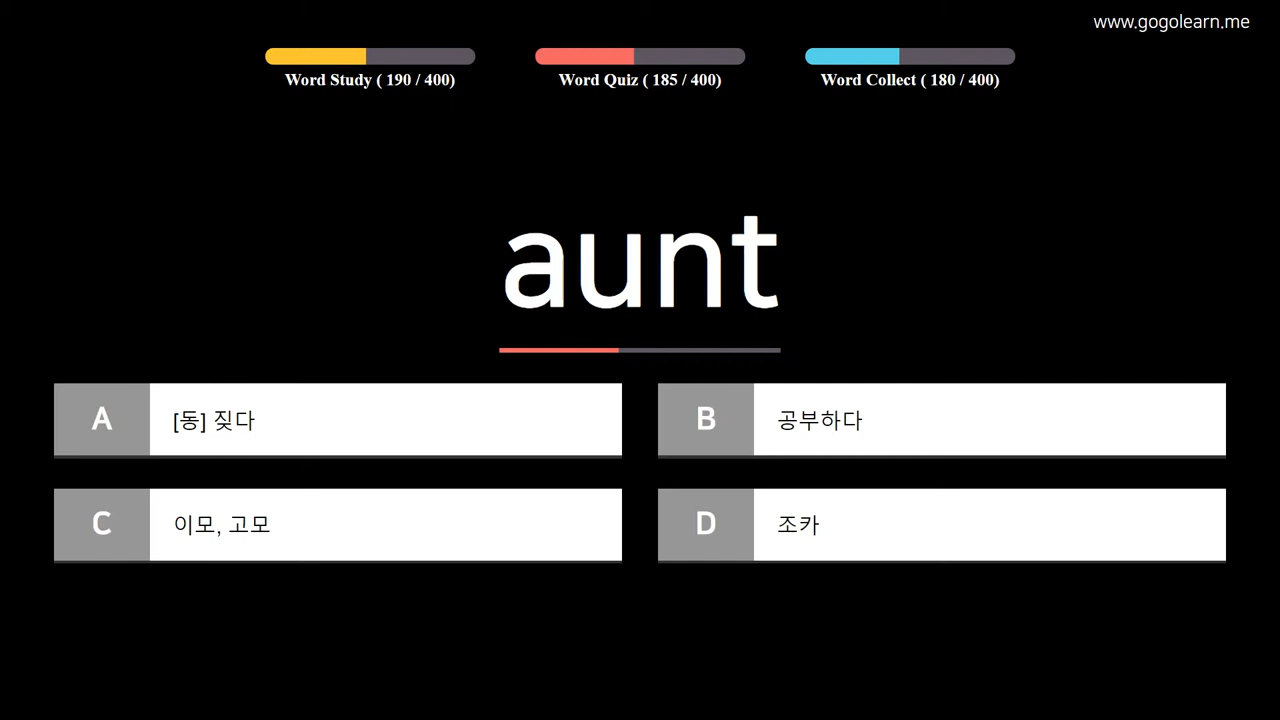 www.gogolearn.me
Word Study ( 190 / 400)
Word Quiz ( 185 / 400)
Word Collect ( 180 / 400)
aunt
A
[동] 짖다
B
공부하다
C
이모, 고모
D
조카